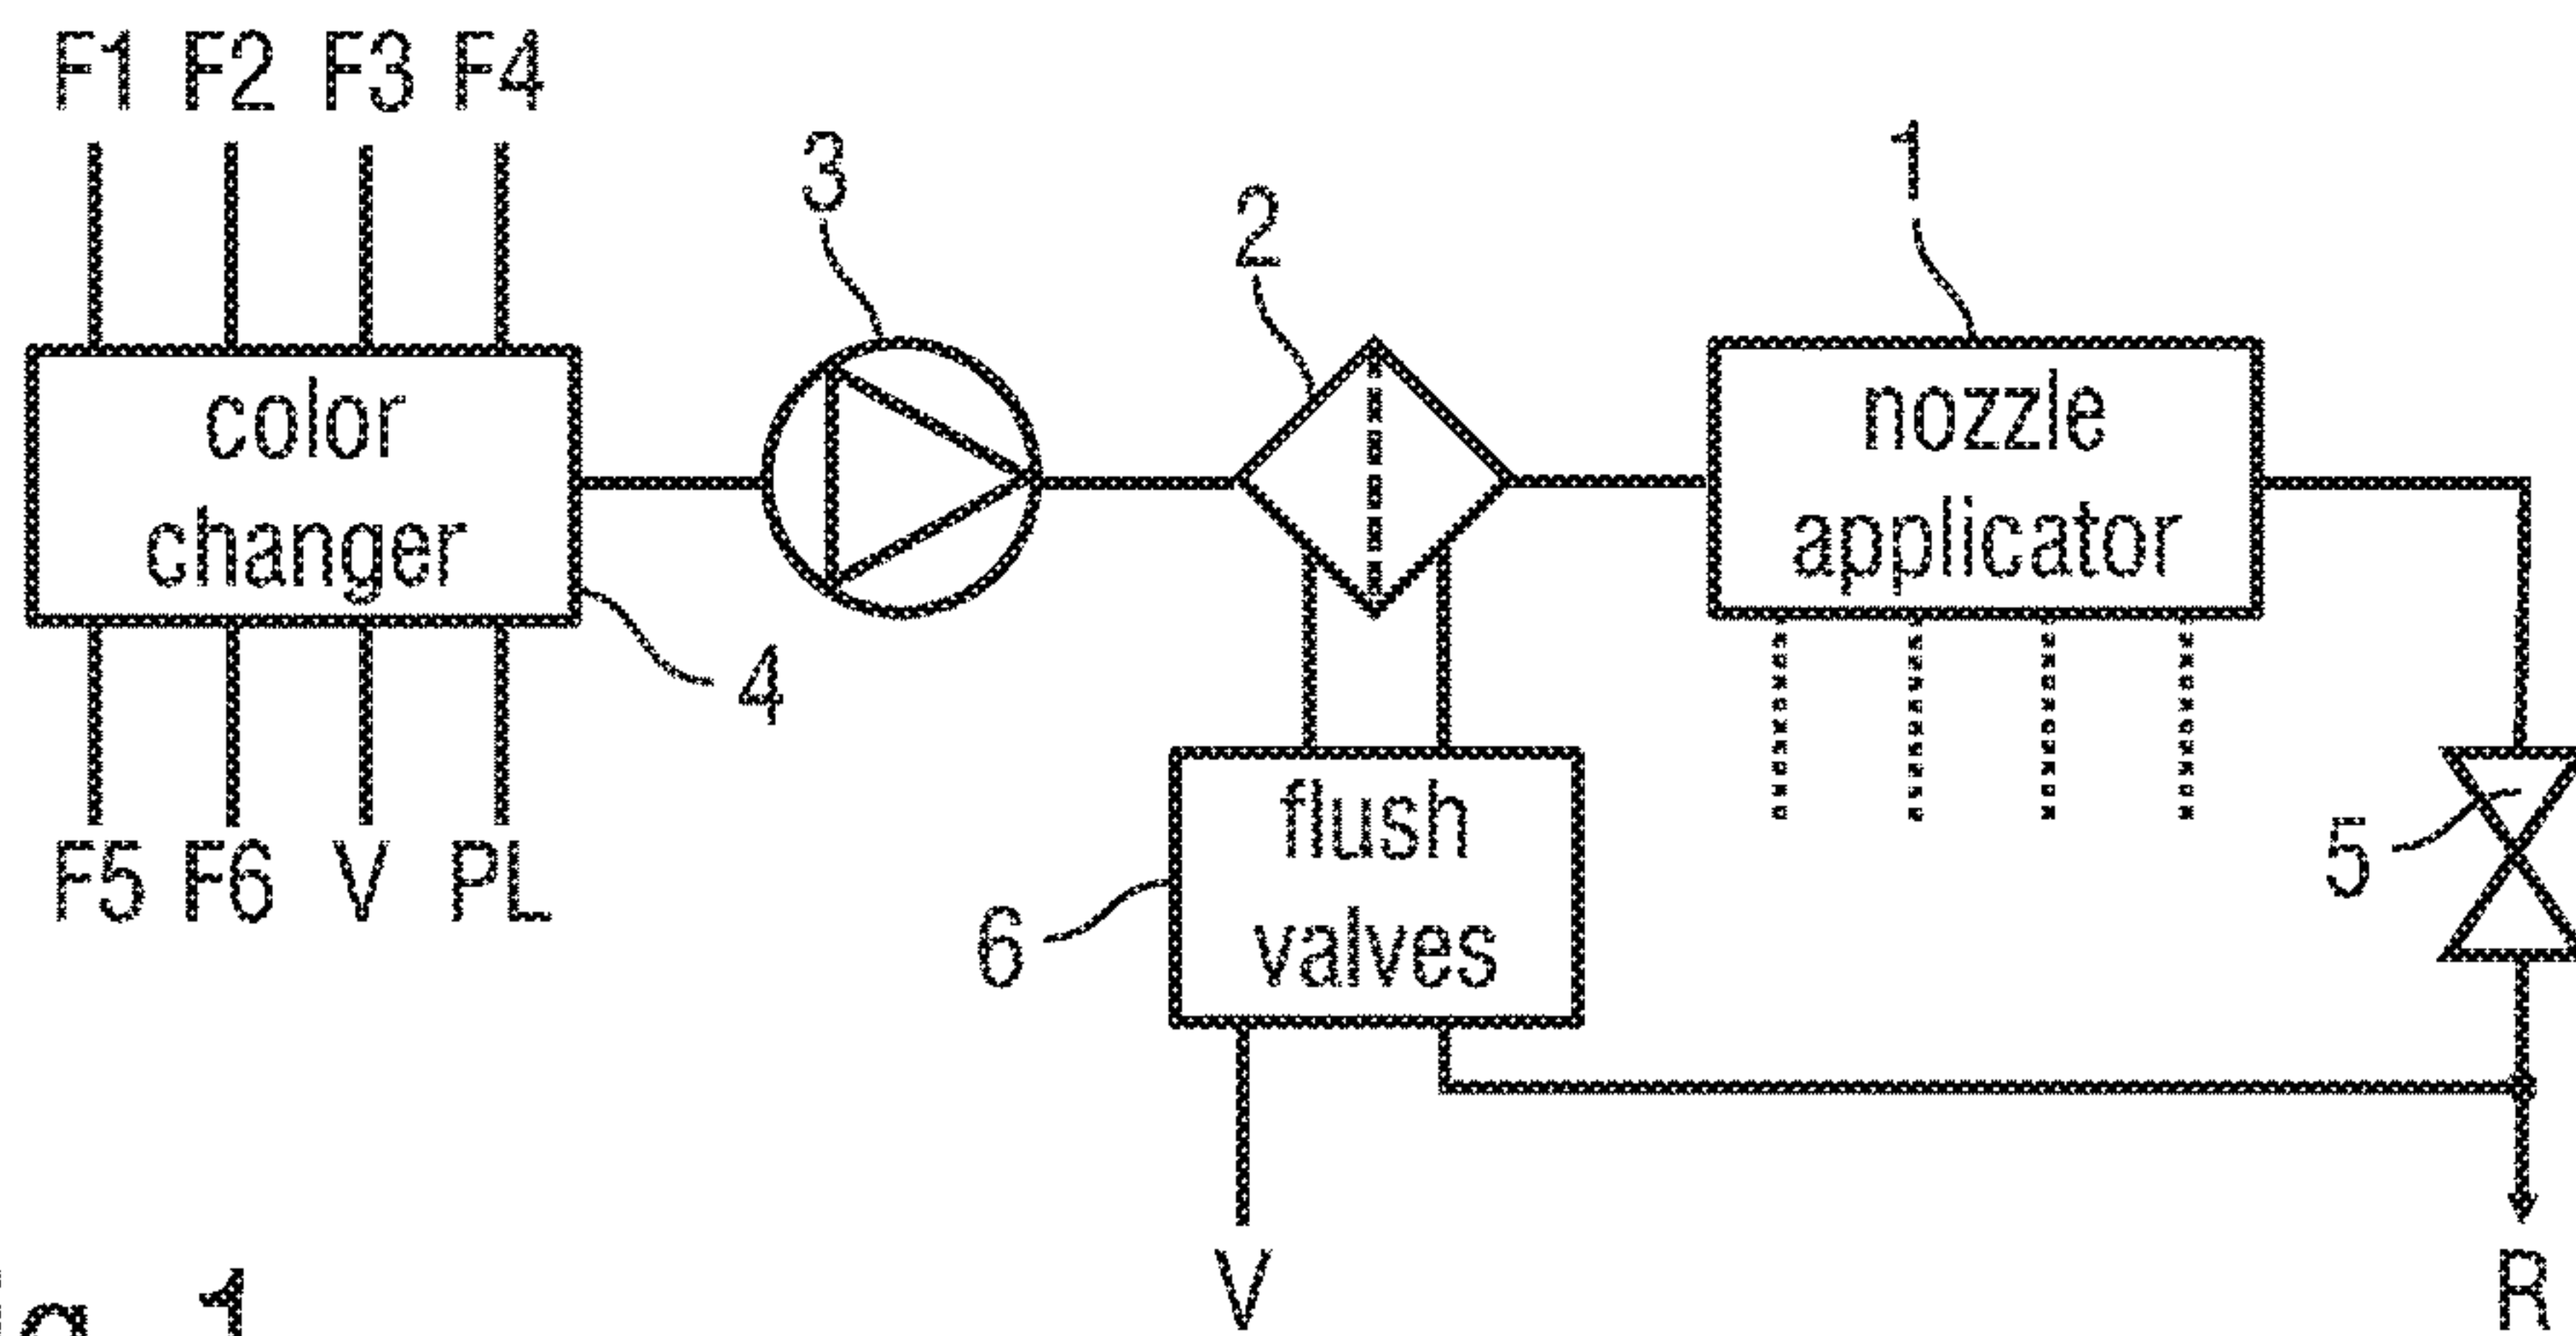 F1 F2 F3 F4
3
2
1
color
changer
nozzle
applicator
4
flush
valves
5
6
F5 F6 V PL
V
R
g. 1